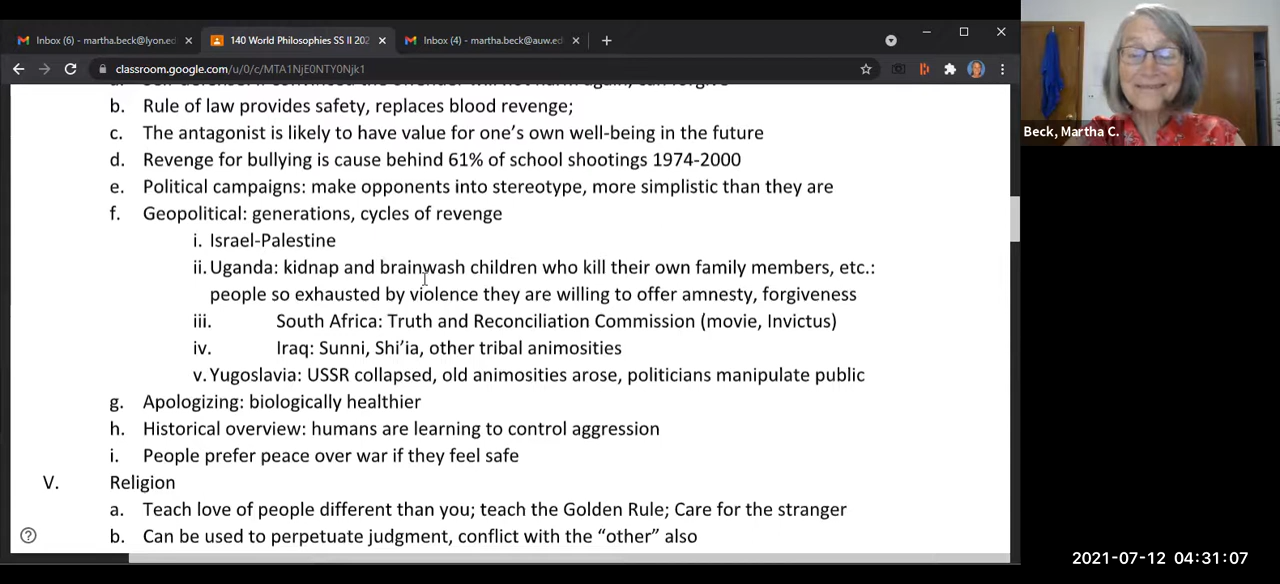 Inbox (6) - martha.beck@lyon.ed
140 World Philosophies SS II 202
Inbox (4) - martha.beck@auw.ed
classroom.google.com/u/0/c/MTA1NjE0NTY0Njk1
b. Rule of law provides safety, replaces blood revenge;
c. The antagonist is likely to have value for one's own well-being in the future
d. Revenge for bullying is cause behind 61% of school shootings 1974-2000
e. Political campaigns: make opponents into stereotype, more simplistic than they are
f. Geopolitical: generations, cycles of revenge
i. Israel-Palestine
ii. Uganda: kidnap and brainwash children who kill their own family members, etc.:
people so exhausted by violence they are willing to offer amnesty, forgiveness
iii. South Africa: Truth and Reconciliation Commission (movie, Invictus)
iv. Iraq: Sunni, Shi'ia, other tribal animosities
v. Yugoslavia: USSR collapsed, old animosities arose, politicians manipulate public
g. Apologizing: biologically healthier
h. Historical overview: humans are learning to control aggression
i. People prefer peace over war if they feel safe
V. Religion
a. Teach love of people different than you; teach the Golden Rule; Care for the stranger
b. Can be used to perpetuate judgment, conflict with the "other" also
Beck, Martha C.
2021-07-12 04:31:07